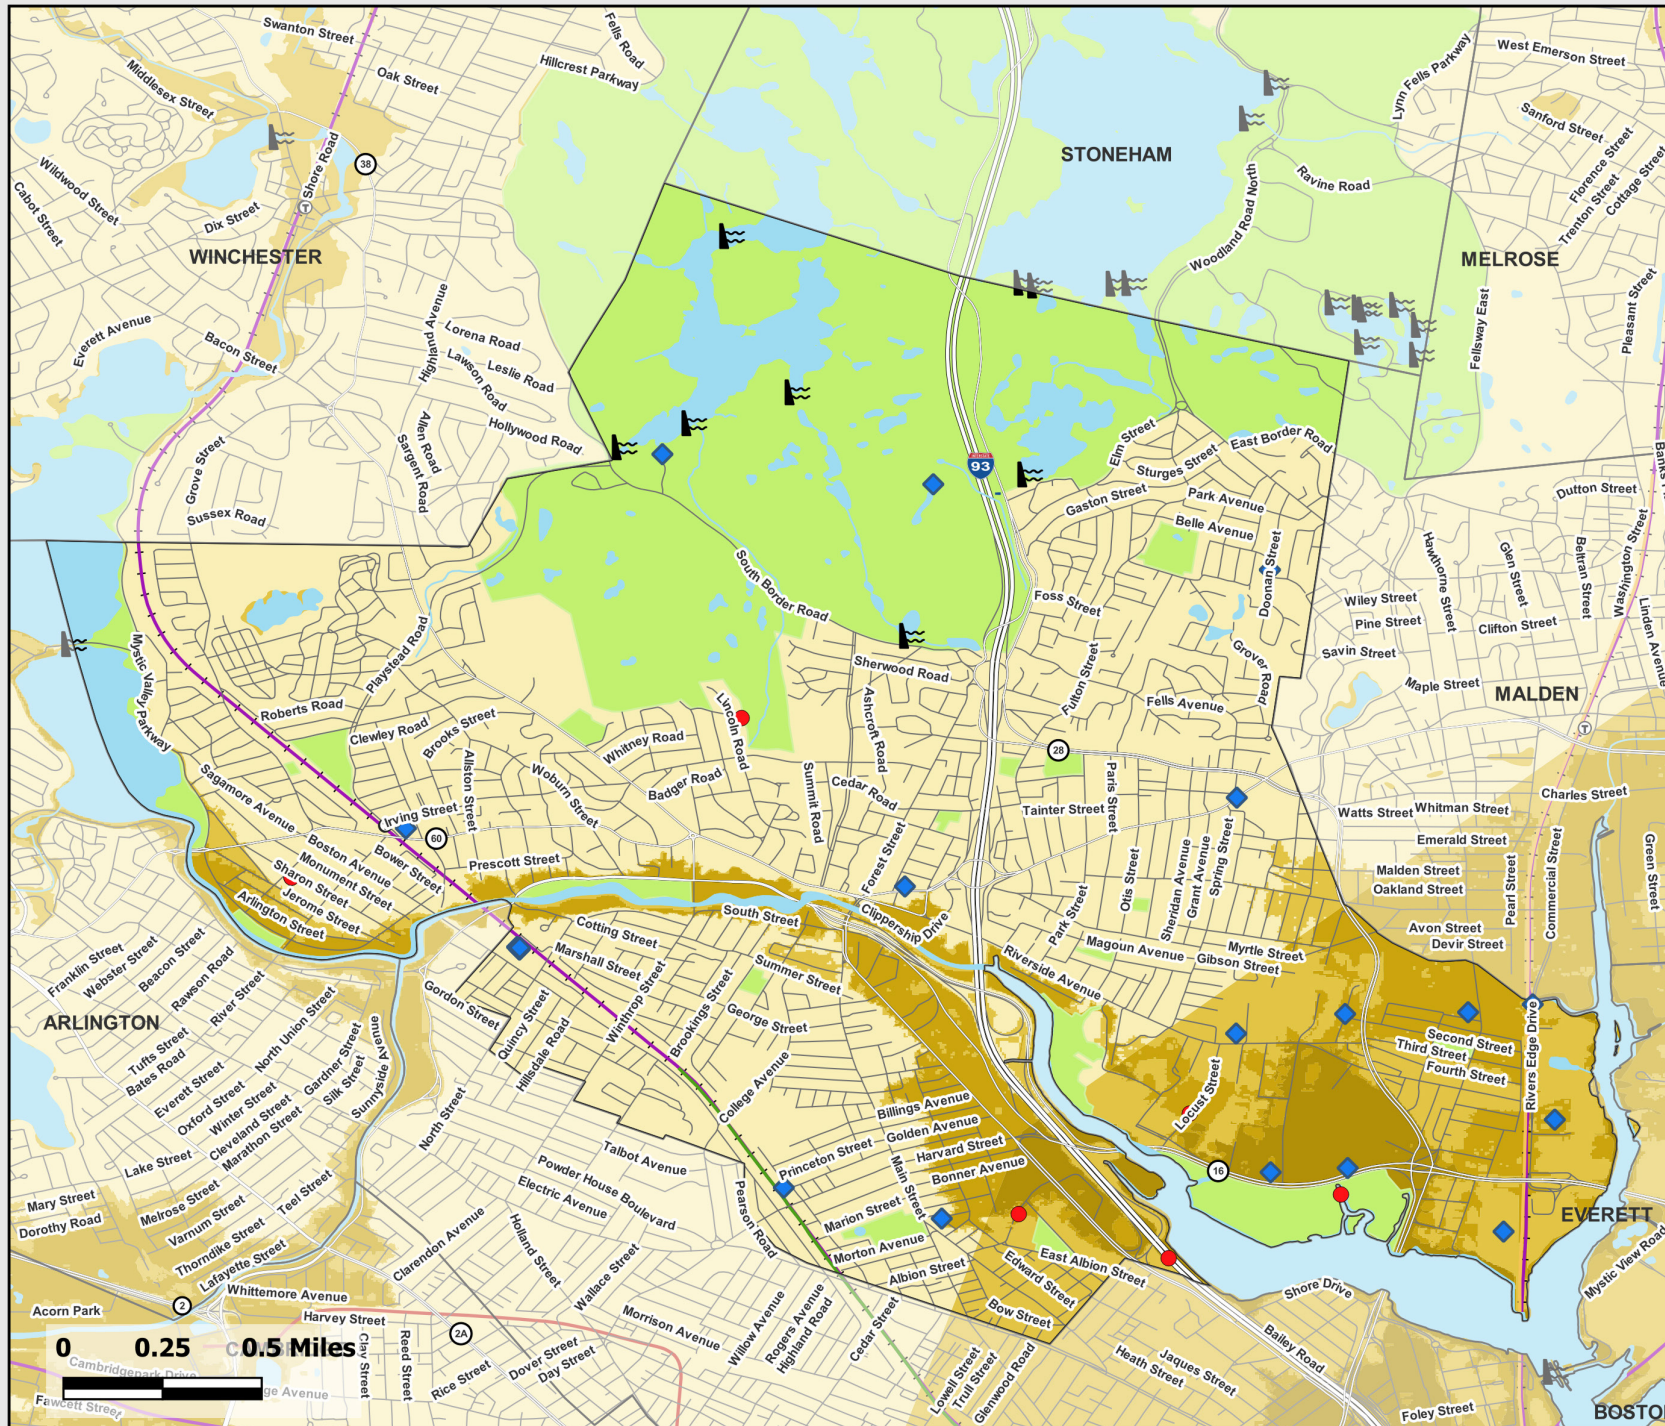 Swanton Street
Fells Road
Hillcrest Parkway
Oak Street
Middlesex Street
Lynn Fells Parkway
West Emerson Street
Sanford Street
Florence Street
Trenton Street
Cottage Street
STONEHAM
38
Shore Road
T
Wildwood Street
Cabot Street
Dix Street
Ravine Road
Woodland Road North
WINCHESTER
MELROSE
Pleasant Street
Fellsway East
Everett Avenue
Bacon Street
Highland Avenue
Lorena Road
Lawson Road
Leslie Road
Hollywood Road
Allen Road
Sargent Road
Grove Street
Sussex Road
93
Elm Street
East Border Road
Sturges Street
Gaston Street
Park Avenue
Belle Avenue
Doonan Street
Dutton Street
Hawthorne Street
Glen Street
Beltran Street
Washington Street
Linden Avenue
South Border Road
Foss Street
Wiley Street
Pine Street
Clifton Street
Savin Street
Maple Street
MALDEN
T
Mystic Valley Parkway
Playstead Road
Roberts Road
Clewley Road
Brooks Street
Sherwood Road
Fulton Street
Grover Road
Fells Avenue
Lincoln Road
Ashcroft Road
Whitney Road
Badger Road
28
Sagamore Avenue
Allston Street
Woburn Street
Summit Road
Cedar Road
Paris Street
Tainter Street
Watts Street
Whitman Street
Charles Street
Emerald Street
Irving Street
60
Boston Avenue
Bower Street
Monument Street
Sharon Street
Jerome Street
Arlington Street
Prescott Street
Forest Street
Otis Street
Sheridan Avenue
Grant Avenue
Spring Street
Malden Street
Oakland Street
Pearl Street
Commercial Street
Green Street
South Street
Clippership Drive
Park Street
Cotting Street
Marshall Street
Summer Street
Riverside Avenue
Magoun Avenue
Gibson Street
Myrtle Street
Avon Street
Devir Street
Franklin Street
Webster Street
Beacon Street
Rawson Road
River Street
ARLINGTON
Gordon Street
Quincy Street
Hillsdale Road
Winthrop Street
Brookings Street
George Street
Second Street
Third Street
Fourth Street
Rivers Edge Drive
Tufts Street
Bates Road
North Union Street
Everett Street
Oxford Street
Winter Street
Cleveland Street
Marathon Street
Gardner Street
Silk Street
Sunnyside Avenue
North Street
College Avenue
Billings Avenue
Golden Avenue
Harvard Street
Bonner Avenue
Locust Street
Lake Street
Talbot Avenue
Princeton Street
Main Street
16
Powder House Boulevard
Electric Avenue
Pearson Road
Mary Street
Dorothy Road
Melrose Street
Varnum Street
Teel Street
Thorndike Street
Lafayette Street
Clarendon Avenue
Holland Street
Wallace Street
Marion Street
Morton Avenue
Albion Street
East Albion Street
Edward Street
Bow Street
EVERETT
Mystic View Road
Shore Drive
2
Whittemore Avenue
Acorn Park
Harvey Street
2A
Morrison Avenue
Willow Avenue
Rogers Avenue
Highland Road
Cedar Street
Bailey Road
0 0.25 0.5 Miles
Cambridgepark Drive
Clay Street
Reed Street
Rice Street
Dover Street
Day Street
Lowell Street
Trull Street
Glenwood Road
Heath Street
Jaques Street
Fawcett Street
Foley Street